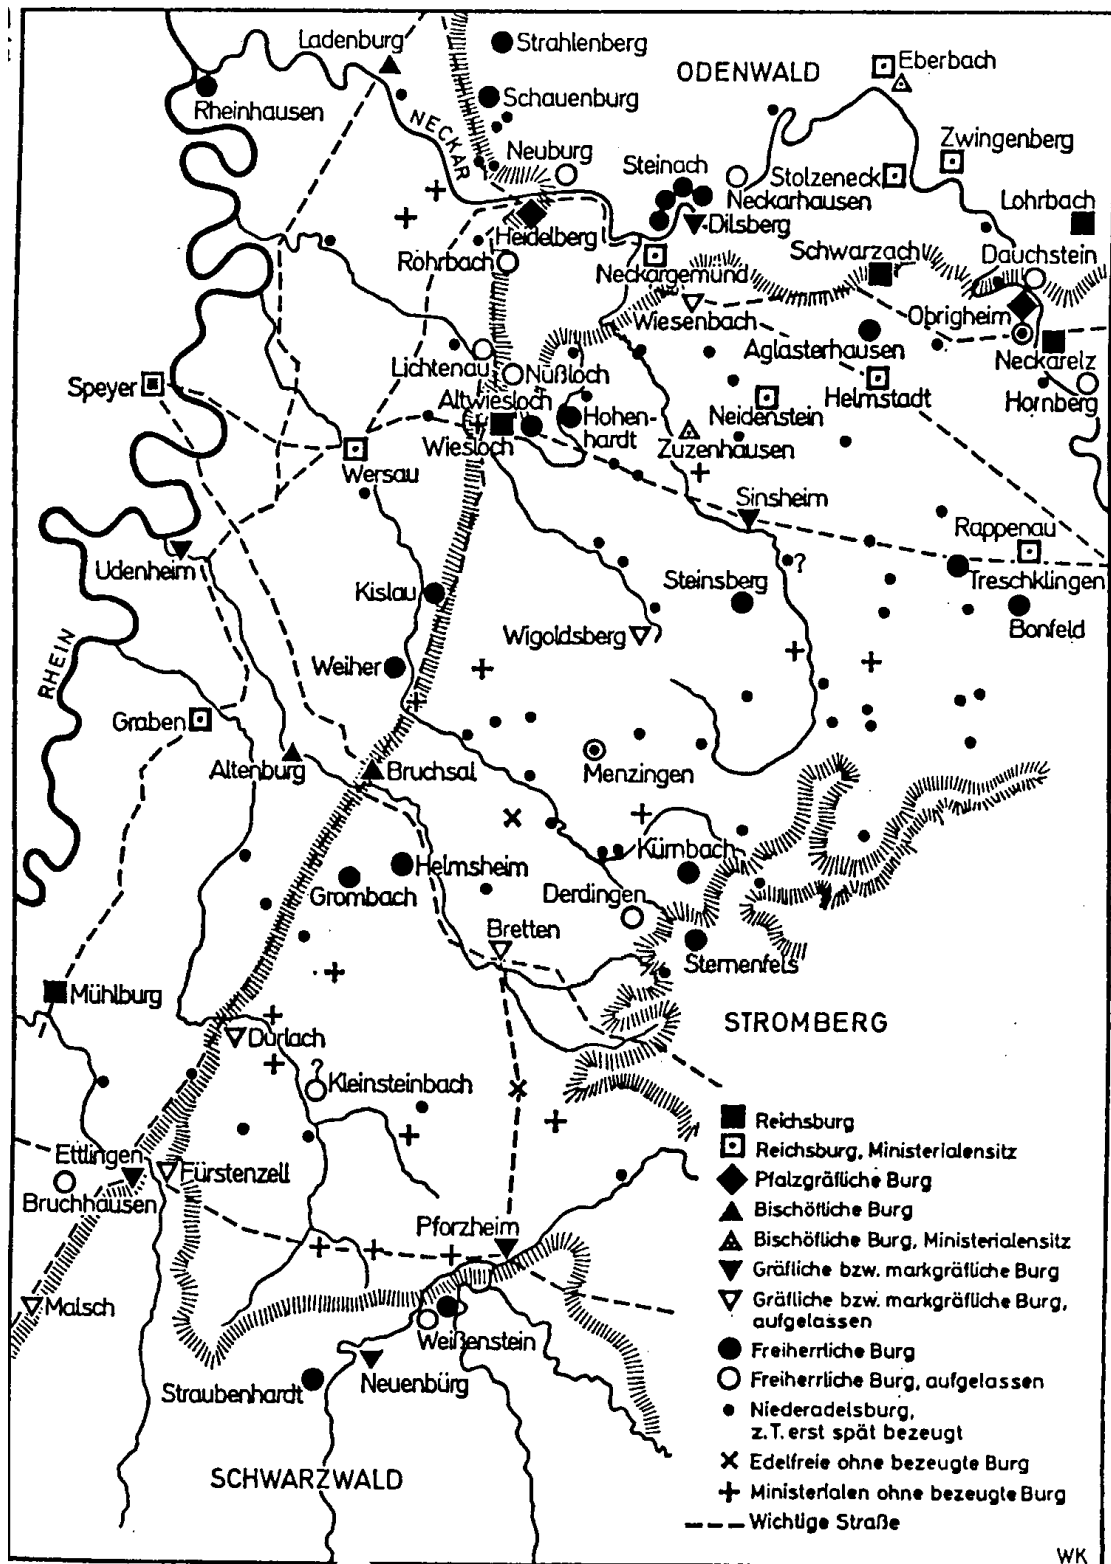 Ladenburg
Strahlenberg
ODENWALD
Eberbach
Rheinhausen
Schauenburg
NECKAR
Neuburg
Zwingenberg
Steinach
Stolzeneck
Neckarhausen
Lohrbach
Heidelberg
Dilsberg
Schwarzach
Dauchstein
Rohrbach
Neckargemünd
Wiesenbach
Obrigheim
Aglasterhausen
Neckarelz
Lichtenau
Nüßloch
Speyer
Altwiesloch
Hohen-
hardt
Neidenstein
Helmstadt
Hornberg
Wiesloch
Zuzenhausen
Wersau
Sinsheim
Rappenau
Udenheim
?
Treschklingen
Kislau
Steinsberg
Bonfeld
Wigoldsberg
RHEIN
Weiher
Graben
Altenburg
Bruchsal
Menzingen
Kürnbach
Helmsheim
Grombach
Derdingen
Bretten
Sternenfels
Mühlburg
STROMBERG
Durlach
?
Kleinsteinbach
Ettlingen
Fürstenzell
Bruchhausen
Pforzheim
Malsch
Weißenstein
Straubenhardt
Neuenbürg
SCHWARZWALD
Reichsburg
Reichsburg, Ministerialensitz
Pfalzgräfliche Burg
Bischöfliche Burg
Bischöfliche Burg, Ministerialensitz
Gräfliche bzw. markgräfliche Burg
Gräfliche bzw. markgräfliche Burg,
aufgelassen
Freiherrliche Burg
Freiherrliche Burg, aufgelassen
Niederadelsburg,
z.T. erst spät bezeugt
Edelfreie ohne bezeugte Burg
Ministerialen ohne bezeugte Burg
Wichtige Straße
WK